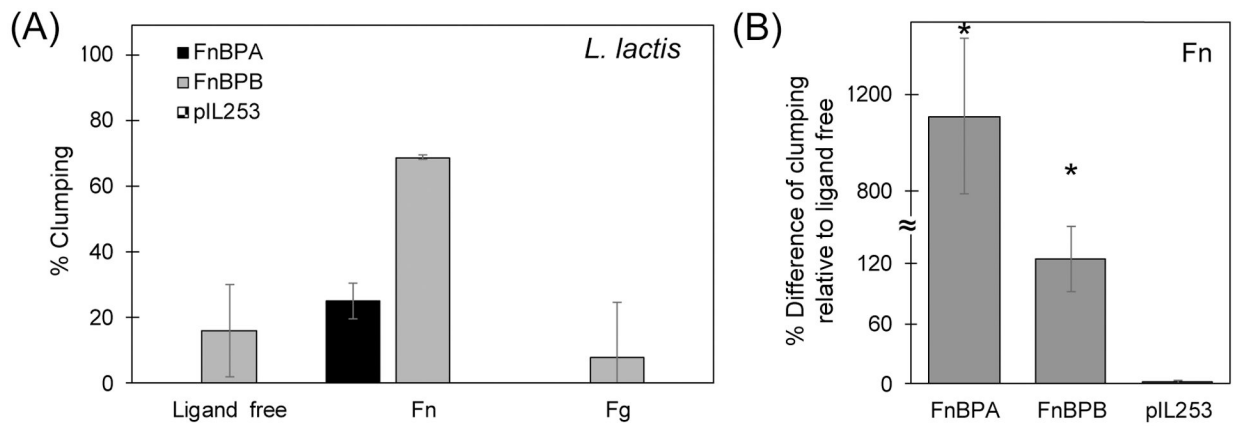 (A)
L. lactis
FnBPA
FnBPB
pIL253
% Clumping
100
80
60
40
20
0
Ligand free
Fn
Fg
(B)
Fn
% Difference of clumping
relative to ligand free
1200
800
≈
120
60
0
*
*
FnBPA
FnBPB
pIL253